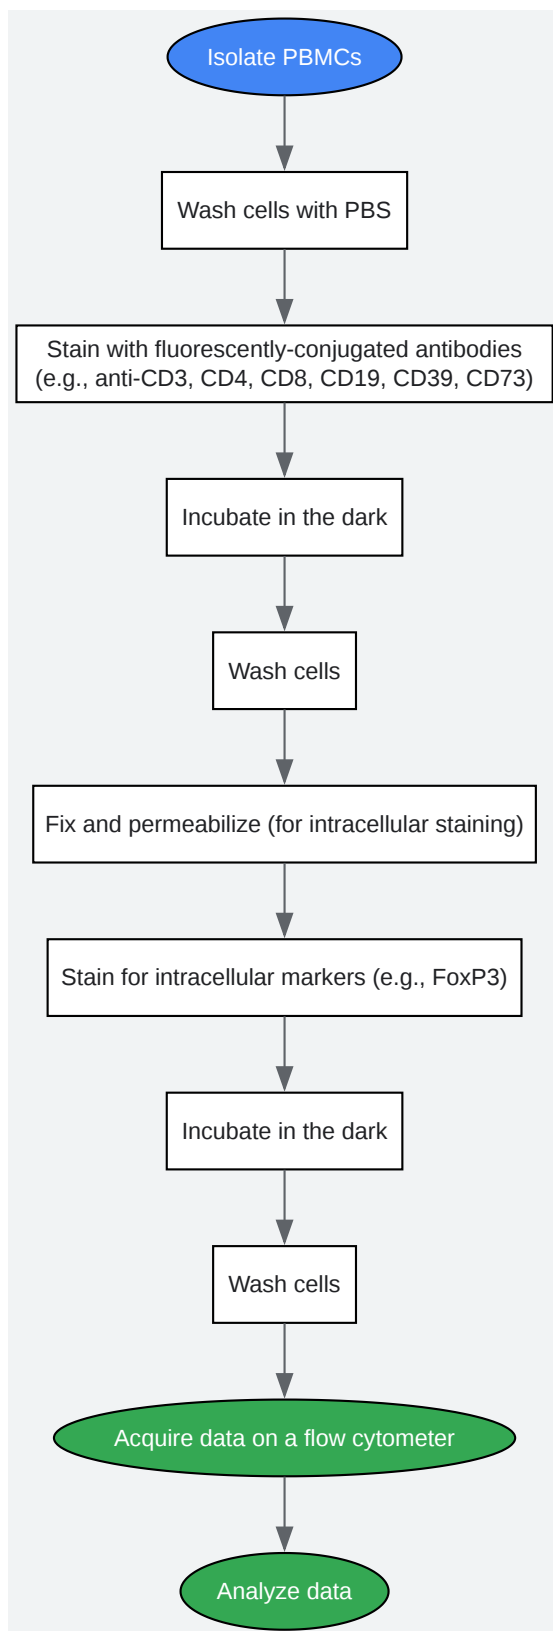 Isolate PBMCs
Wash cells with PBS
Stain with fluorescently-conjugated antibodies
(e.g., anti-CD3, CD4, CD8, CD19, CD39, CD73)
Incubate in the dark
Wash cells
Fix and permeabilize (for intracellular staining)
Stain for intracellular markers (e.g., FoxP3)
Incubate in the dark
Wash cells
Acquire data on a flow cytometer
Analyze data